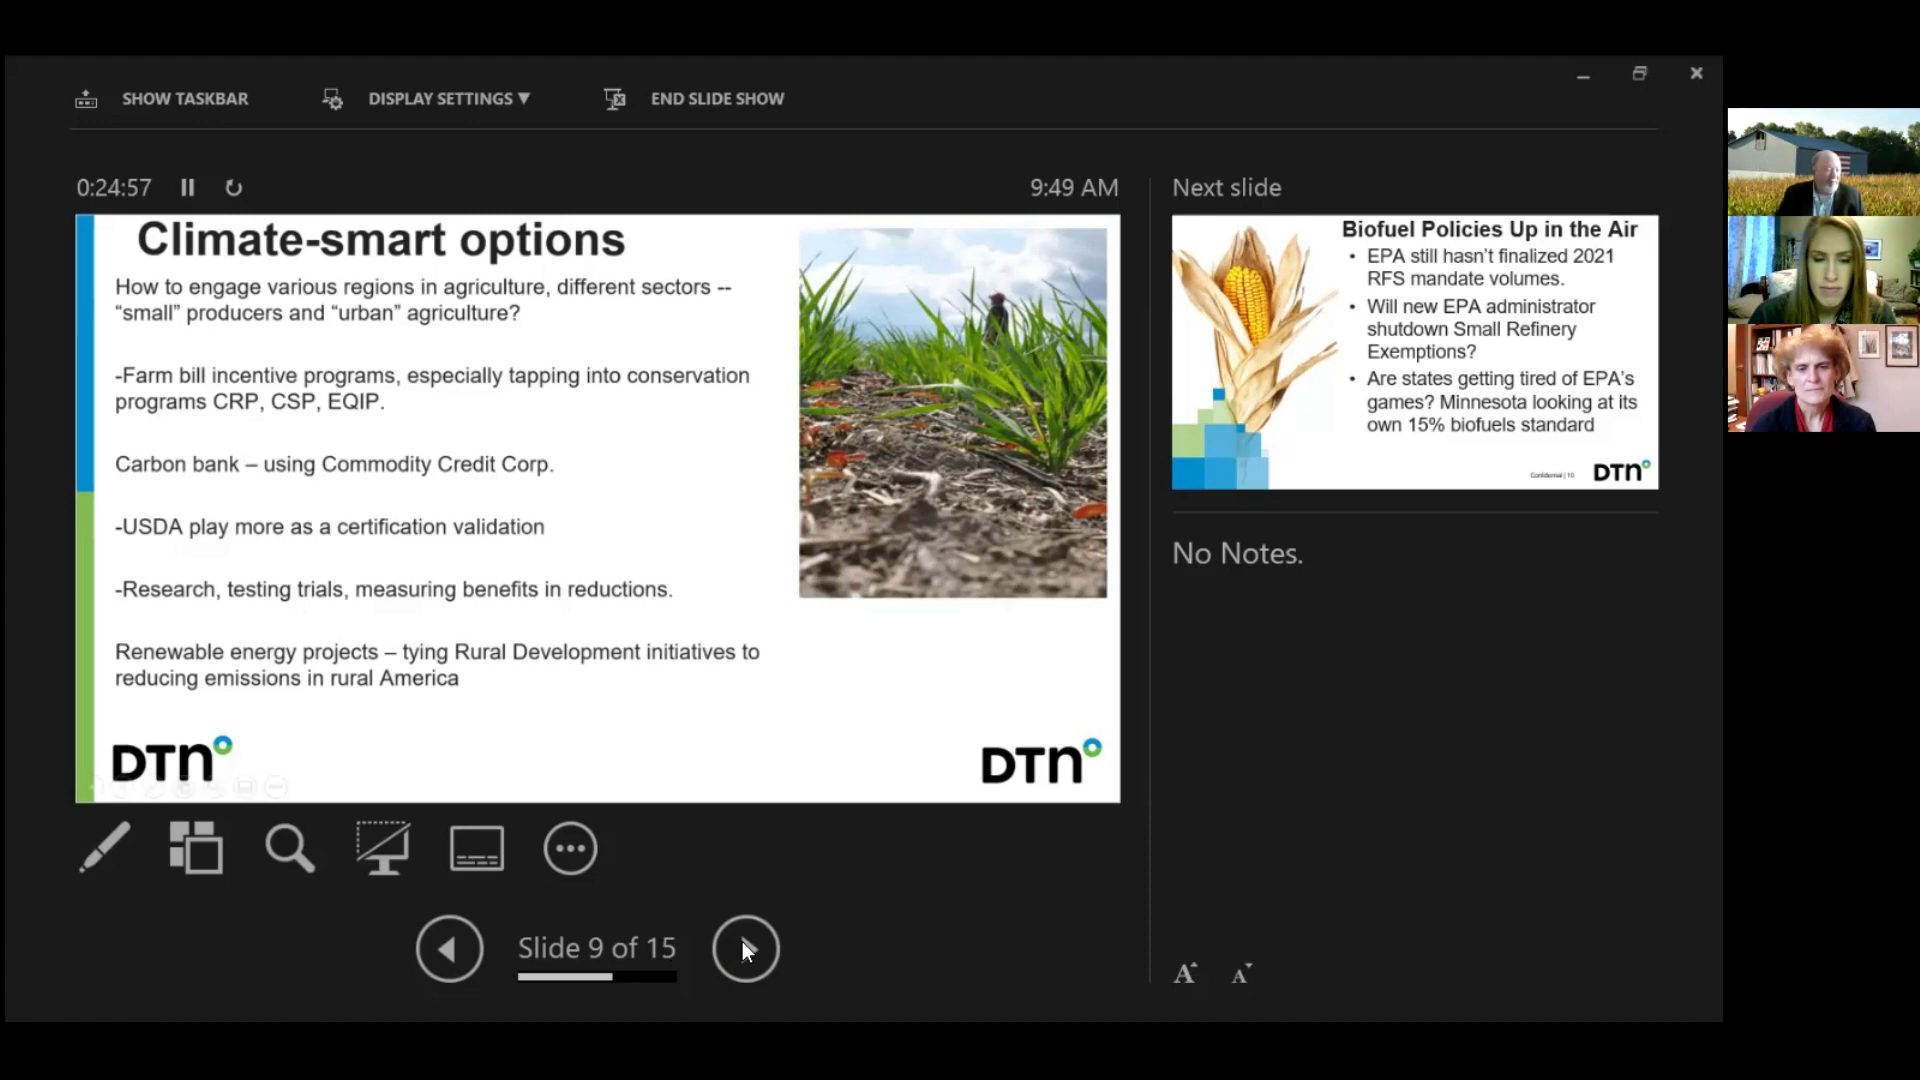 SHOW TASKBAR
DISPLAY SETTINGS ▼
END SLIDE SHOW
0:24:57
9:49 AM
Climate-smart options
How to engage various regions in agriculture, different sectors --
“small” producers and “urban” agriculture?
-Farm bill incentive programs, especially tapping into conservation
programs CRP, CSP, EQIP.
Carbon bank – using Commodity Credit Corp.
-USDA play more as a certification validation
-Research, testing trials, measuring benefits in reductions.
Renewable energy projects – tying Rural Development initiatives to
reducing emissions in rural America
DTN
DTN
Slide 9 of 15
Next slide
Biofuel Policies Up in the Air
• EPA still hasn’t finalized 2021
RFS mandate volumes.
• Will new EPA administrator
shutdown Small Refinery
Exemptions?
• Are states getting tired of EPA’s
games? Minnesota looking at its
own 15% biofuels standard
Confidential | 10
DTN
No Notes.
A
A